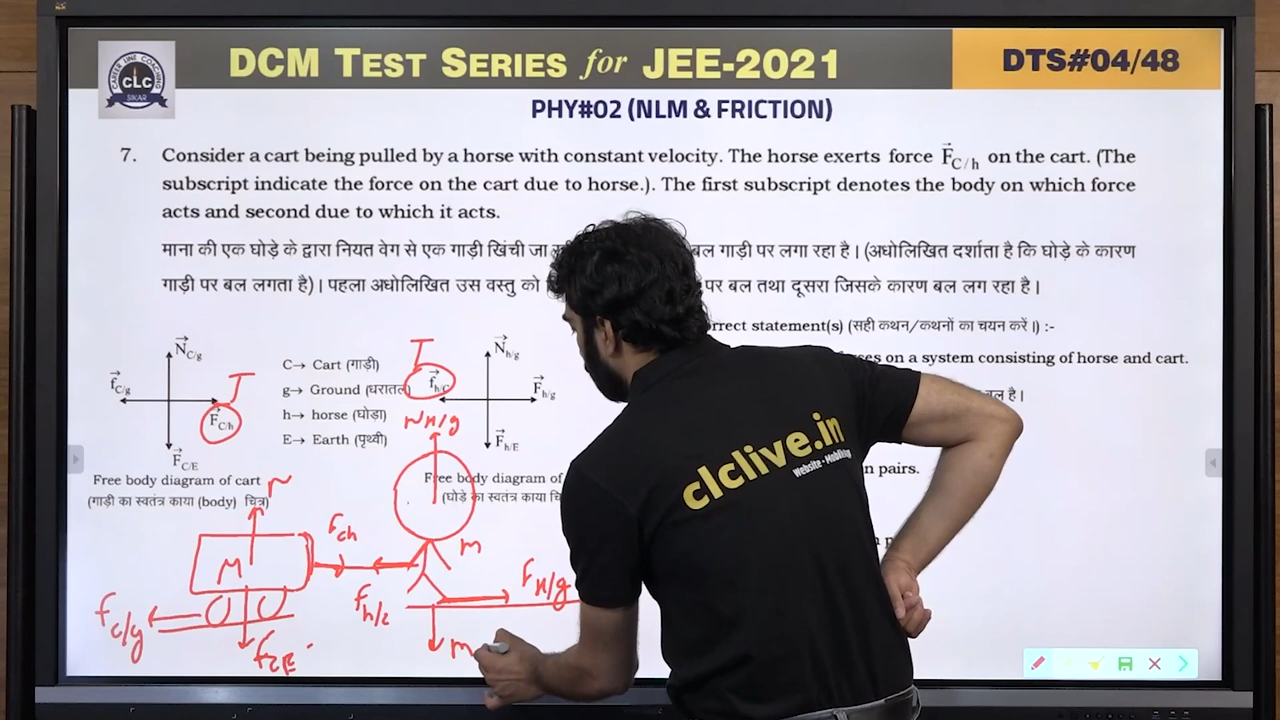 DCM TEST SERIES for JEE-2021
DTS#04/48
CAREER LINE COACHING
CLC
SIKAR
PHY#02 (NLM & FRICTION)
7. Consider a cart being pulled by a horse with constant velocity. The horse exerts force F⃗C/h on the cart. (The
subscript indicate the force on the cart due to horse.). The first subscript denotes the body on which force
acts and second due to which it acts.
माना की एक घोड़े के द्वारा नियत वेग से एक गाड़ी खिंची जा बल गाड़ी पर लगा रहा है। (अधोलिखित दर्शाता है कि घोड़े के कारण
गाड़ी पर बल लगता है)। पहला अधोलिखित उस वस्तु को पर बल तथा दूसरा जिसके कारण बल लग रहा है।
rrect statement(s) (सही कथन/कथनों का चयन करें।) :-
N⃗C/g
f⃗C/g
F⃗C/h
F⃗C/E
T
C→ Cart (गाड़ी)
g→ Ground (धरातल)
h→ horse (घोड़ा)
E→ Earth (पृथ्वी)
T
N⃗h/g
f⃗h/C
F⃗h/g
F⃗h/E
es on a system consisting of horse and cart.
ल है।
n pairs.
Free body diagram of cart
(गाड़ी का स्वतंत्र काया (body) चित्र)
Free body diagram of
(घोडे का स्वतंत्र काया चि
NH/g
N
M
Fch
m
fh/c
FH/g
fc/g
fCE
m
clclive.in
Website • Mobile App